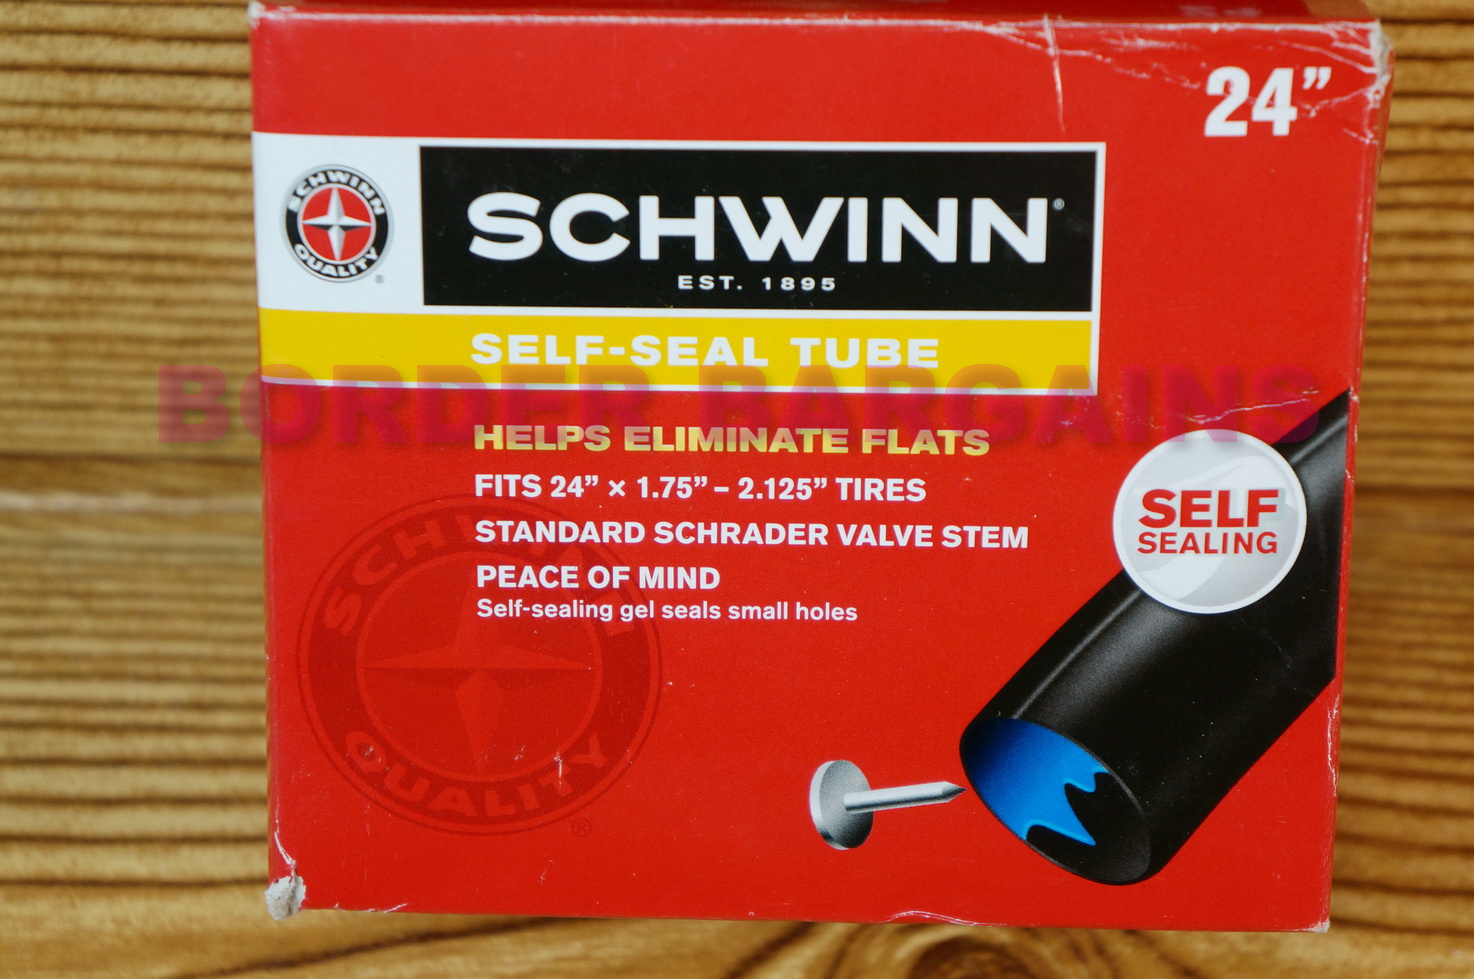 24”
SCHWINN
QUALITY
®
SCHWINN®
EST. 1895
SELF-SEAL TUBE
BORDER BARGAINS
HELPS ELIMINATE FLATS
FITS 24” × 1.75” – 2.125” TIRES
STANDARD SCHRADER VALVE STEM
PEACE OF MIND
Self-sealing gel seals small holes
SELF
SEALING
SCHWINN
QUALITY
®